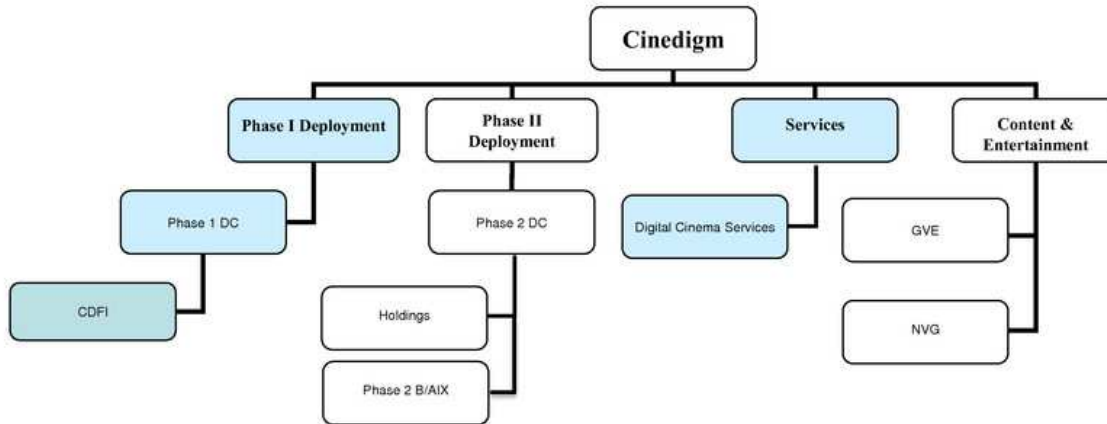 Cinedigm
Phase I Deployment
Phase II
Deployment
Services
Content &
Entertainment
Phase 1 DC
Phase 2 DC
Digital Cinema Services
GVE
CDFI
Holdings
NVG
Phase 2 B/AIX